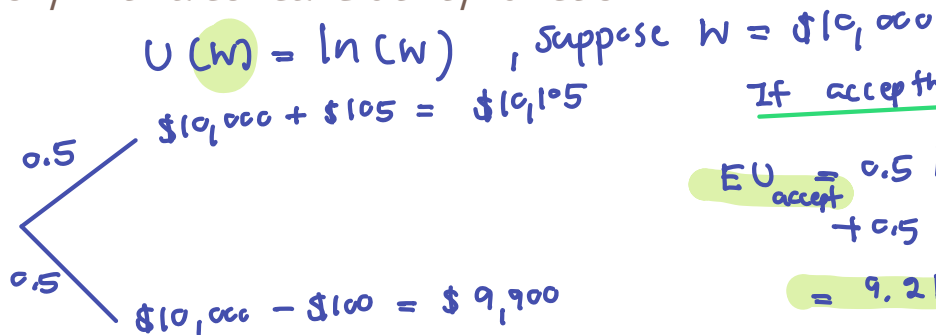 U (W) = ln (W) , suppose W = $10,000
$10,000 + $105 = $10,105
If accept
0.5
EU accept = 0.5
+ 0.5
0.5
$10,000 - $100 = $9,900
= 9.21